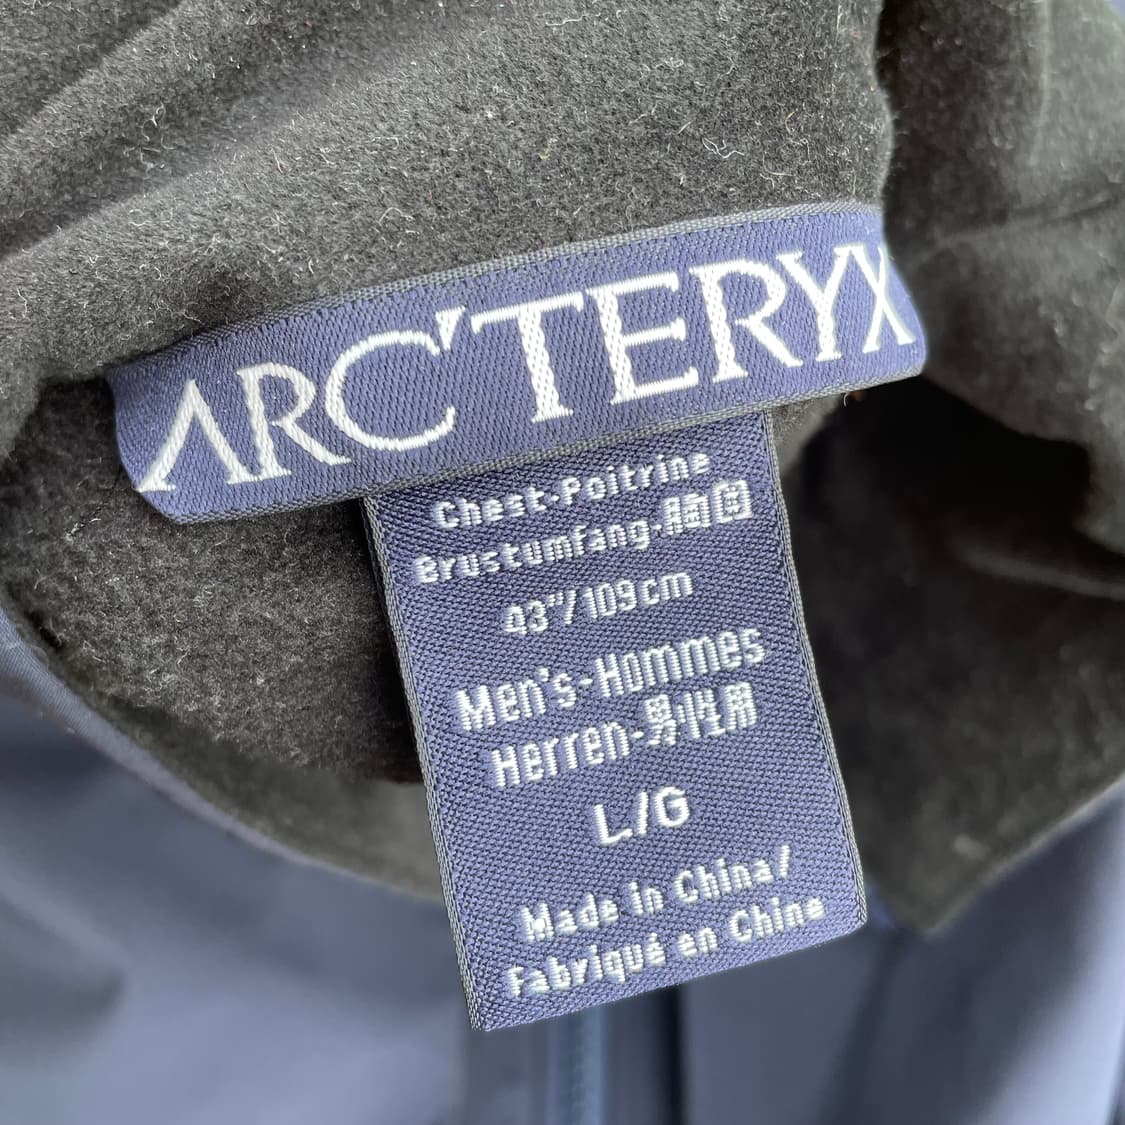 ARC'TERYX
Chest-Poitrine
Brustumfang-胸囲
43"/109cm
Men's-Hommes
Herren-男性用
L/G
Made in China/
Fabriqué en Chine